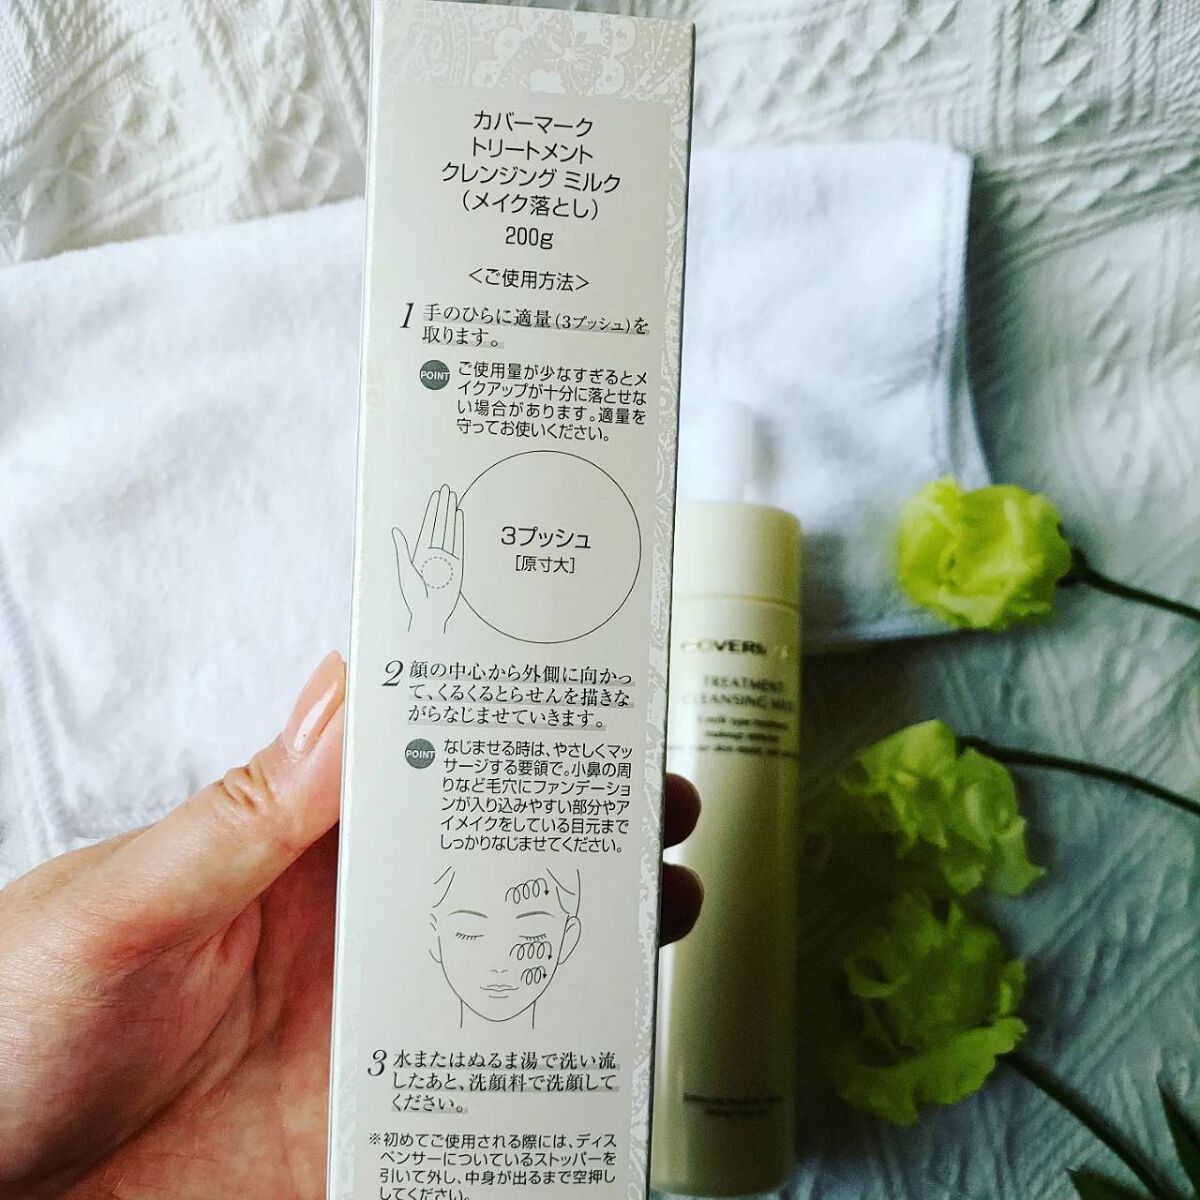 カバーマーク
トリートメント
クレンジング ミルク
(メイク落とし)
200g
<ご使用方法>
1 手のひらに適量(3プッシュ)を
取ります。
POINT ご使用量が少なすぎるとメ
イクアップが十分に落とせな
い場合があります。適量を
守ってお使いください。
3プッシュ
[原寸大]
2 顔の中心から外側に向かっ
て、くるくるとらせんを描きな
がらなじませていきます。
POINT なじませる時は、やさしくマッ
サージする要領で。小鼻の周
りなど毛穴にファンデーショ
ンが入り込みやすい部分やア
イメイクをしている目元まで
しっかりなじませてください。
3 水またはぬるま湯で洗い流
したあと、洗顔料で洗顔して
ください。
※初めてご使用される際には、ディス
ペンサーについているストッパーを
引いて外し、中身が出るまで空押し
してください。
TREATMENT
CLEANSING